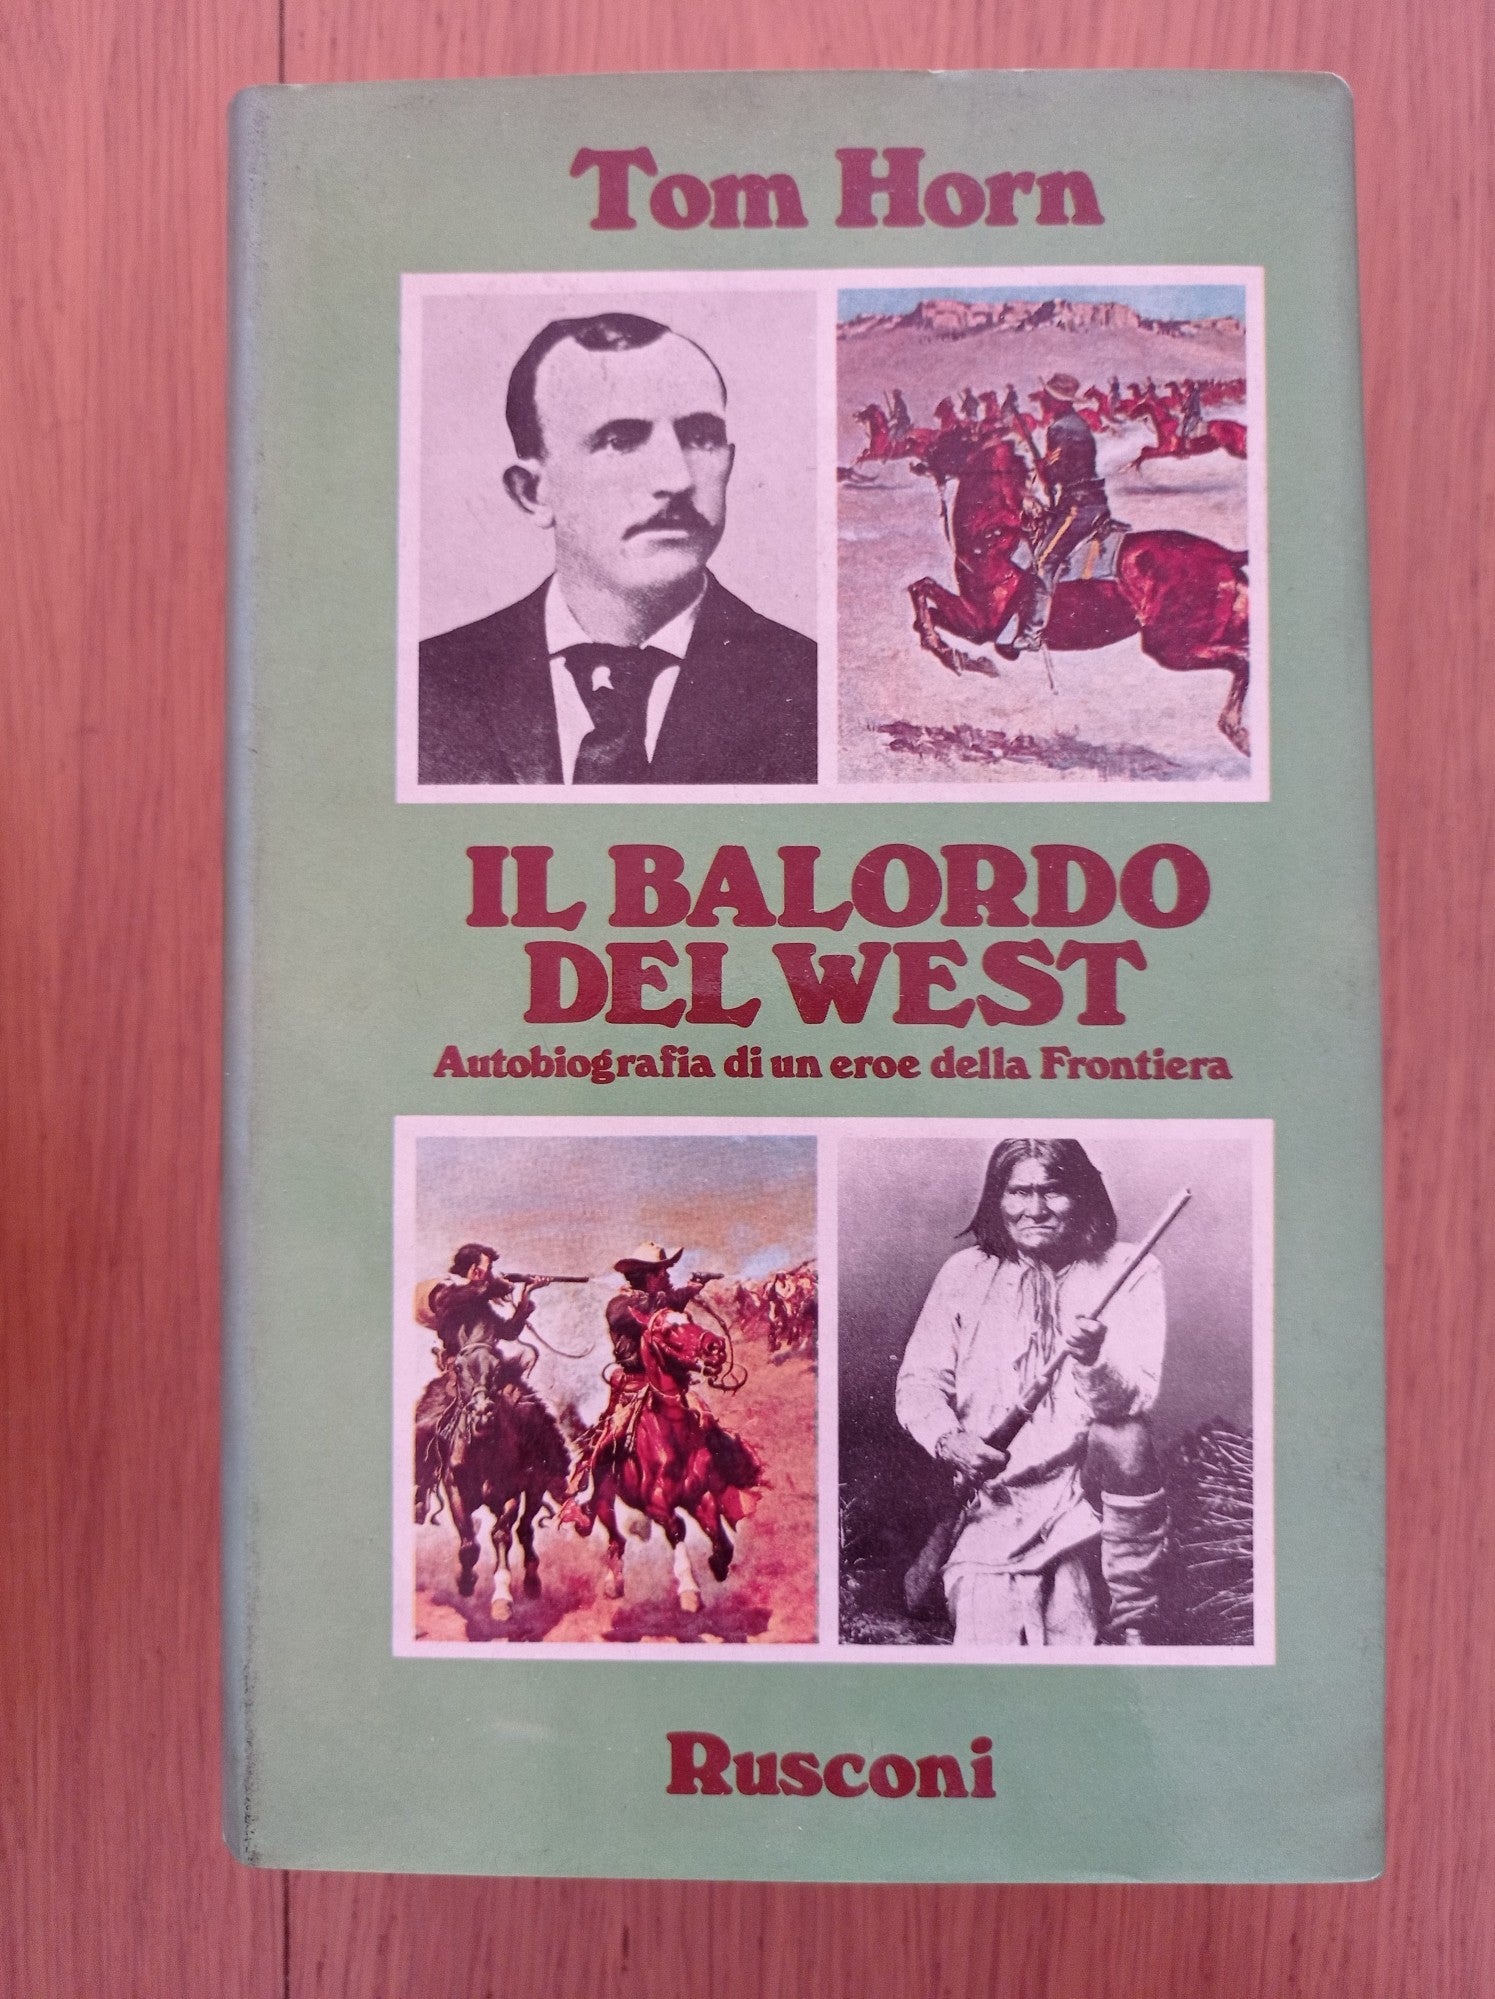 Tom Horn
IL BALORDO
DEL WEST
Autobiografia di un eroe della Frontiera
Rusconi